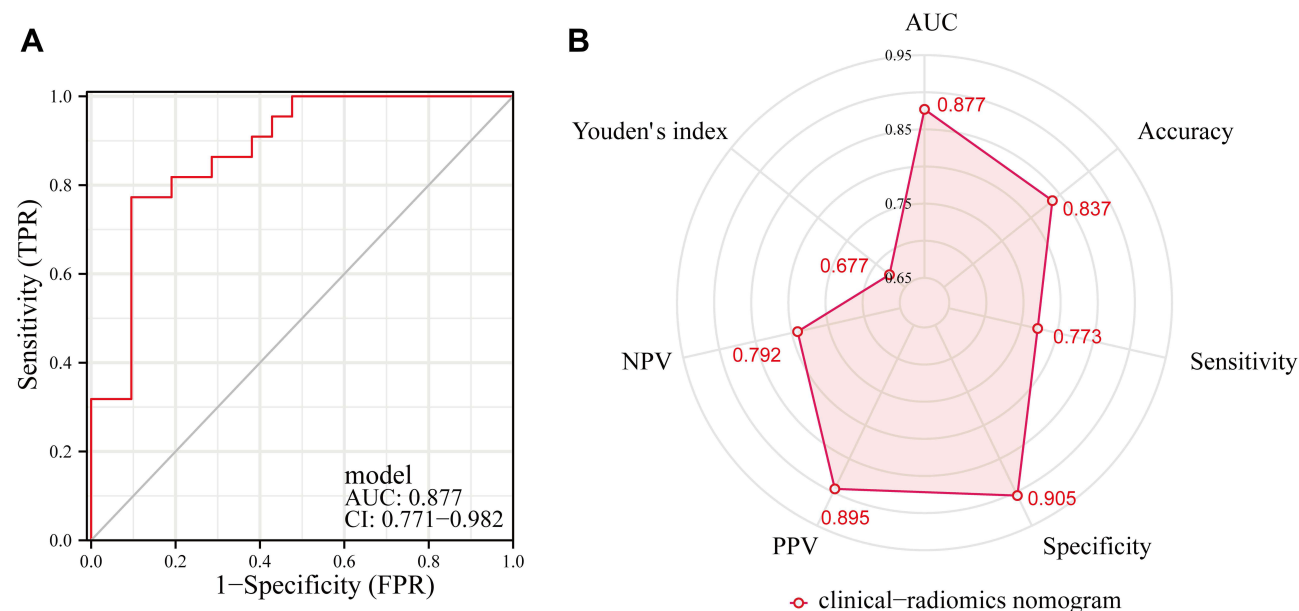 A
Sensitivity (TPR)
1.0
0.8
0.6
0.4
0.2
0.0
model
AUC: 0.877
CI: 0.771−0.982
0.0 0.2 0.4 0.6 0.8 1.0
1−Specificity (FPR)
B
AUC
0.95
0.877
0.85
Youden's index
Accuracy
0.75
0.837
0.677
0.65
0.773
NPV
0.792
Sensitivity
0.895
0.905
PPV
Specificity
clinical−radiomics nomogram